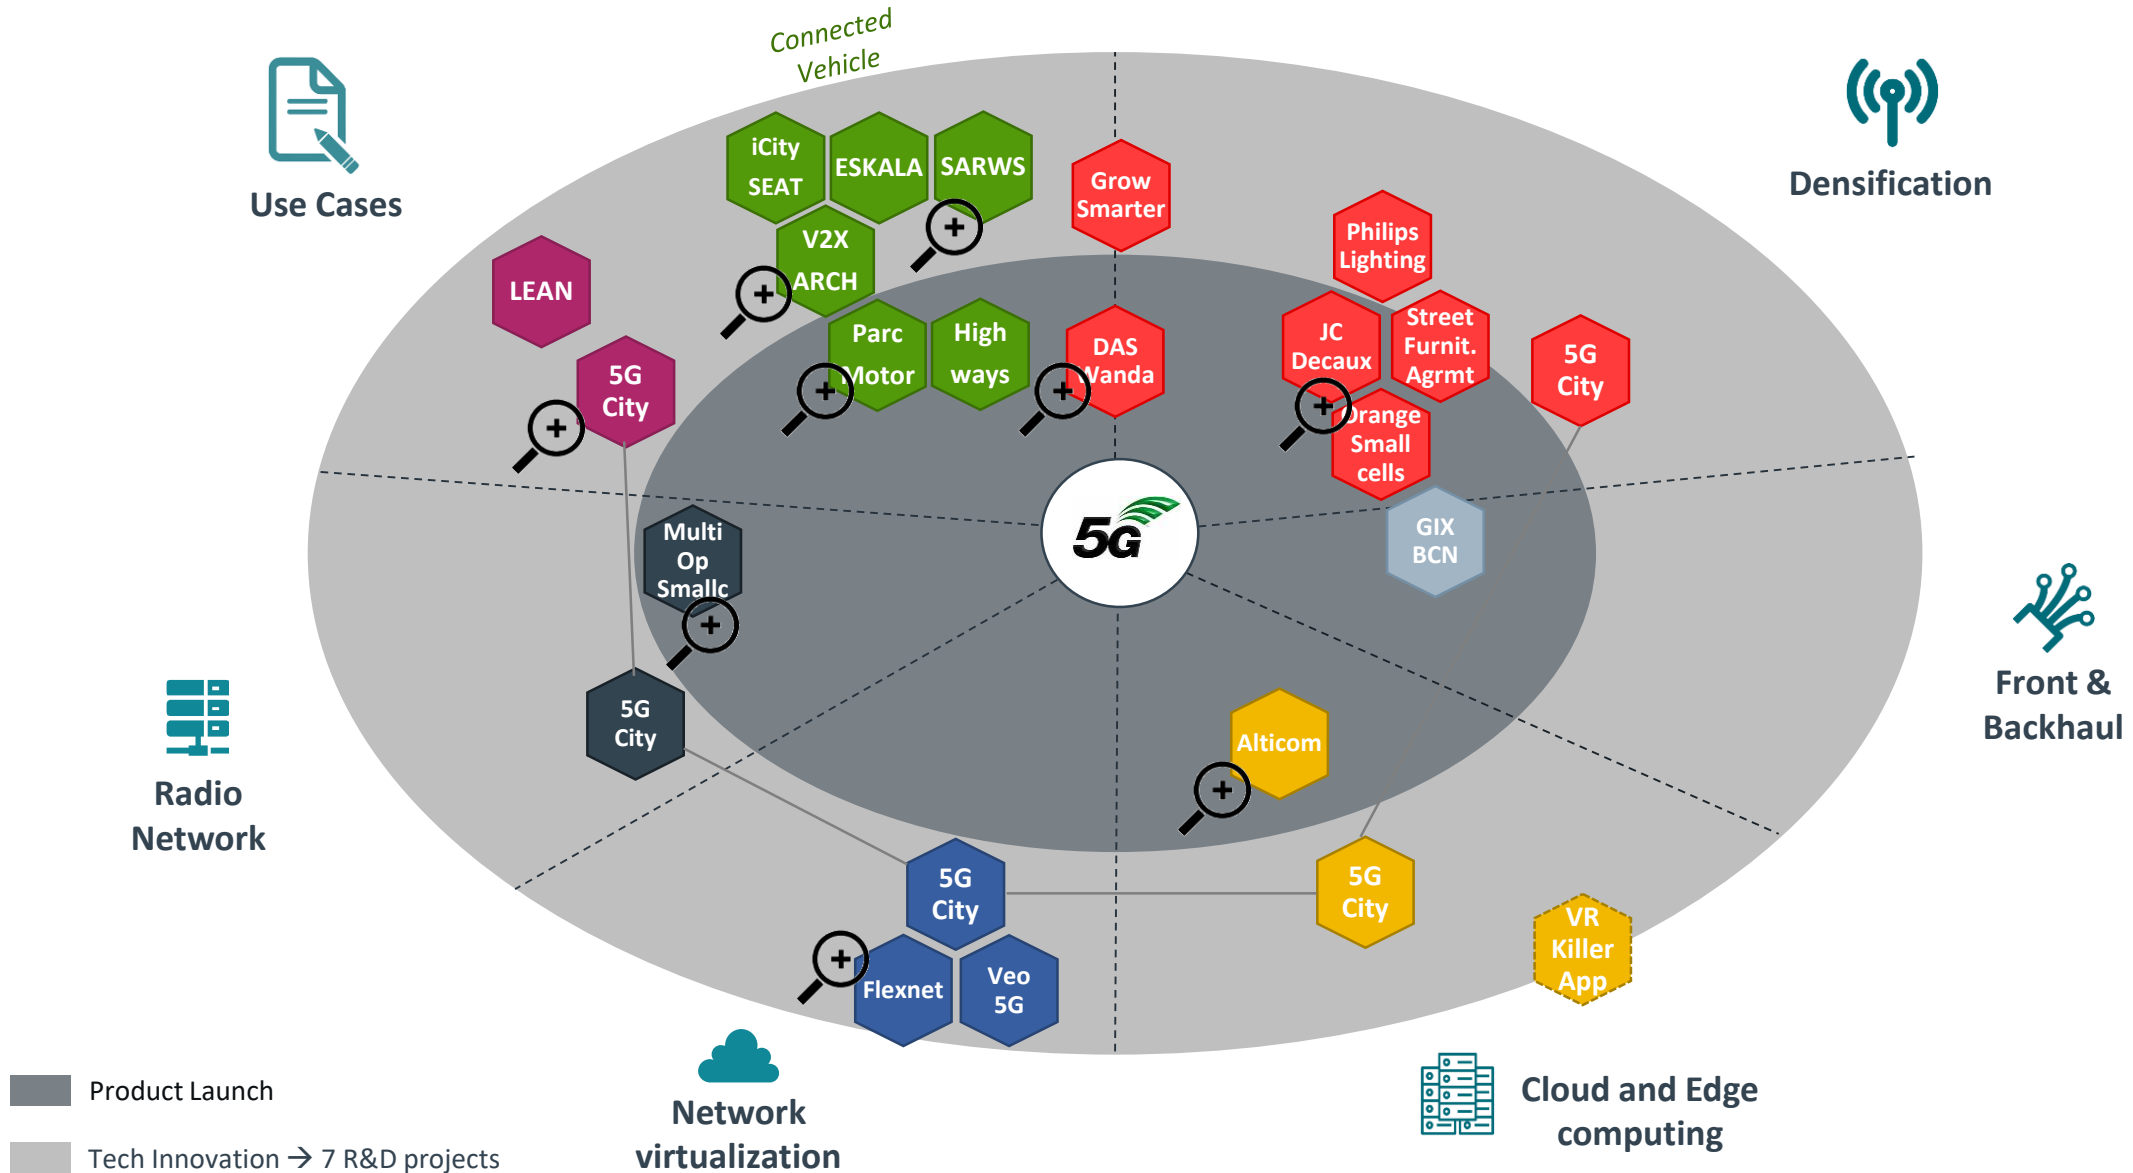 Connected
Vehicle
Use Cases
Densification
iCity
SEAT
ESKALA
SARWS
V2X
ARCH
Grow
Smarter
Philips
Lighting
LEAN
5G
City
Parc
Motor
High
ways
DAS
Wanda
JC
Decaux
Street
Furnit.
Agrmt
5G
City
Orange
Small
cells
5G
Multi
Op
Smallc
GIX
BCN
Front &
Backhaul
5G
City
Alticom
Radio
Network
5G
City
5G
City
VR
Killer
App
Flexnet
Veo
5G
Network
virtualization
Cloud and Edge
computing
Product Launch
Tech Innovation → 7 R&D projects